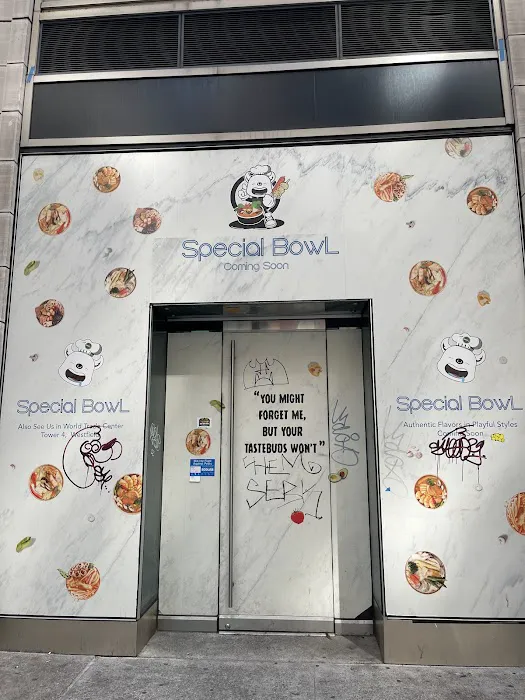 Special Bowl
Coming Soon
Special Bowl
Also See Us in World Trade Center
Tower 4, Westfield
Special Bowl
Authentic Flavors in Playful Styles
Coming Soon
"YOU MIGHT
FORGET ME,
BUT YOUR
TASTEBUDS WON'T"